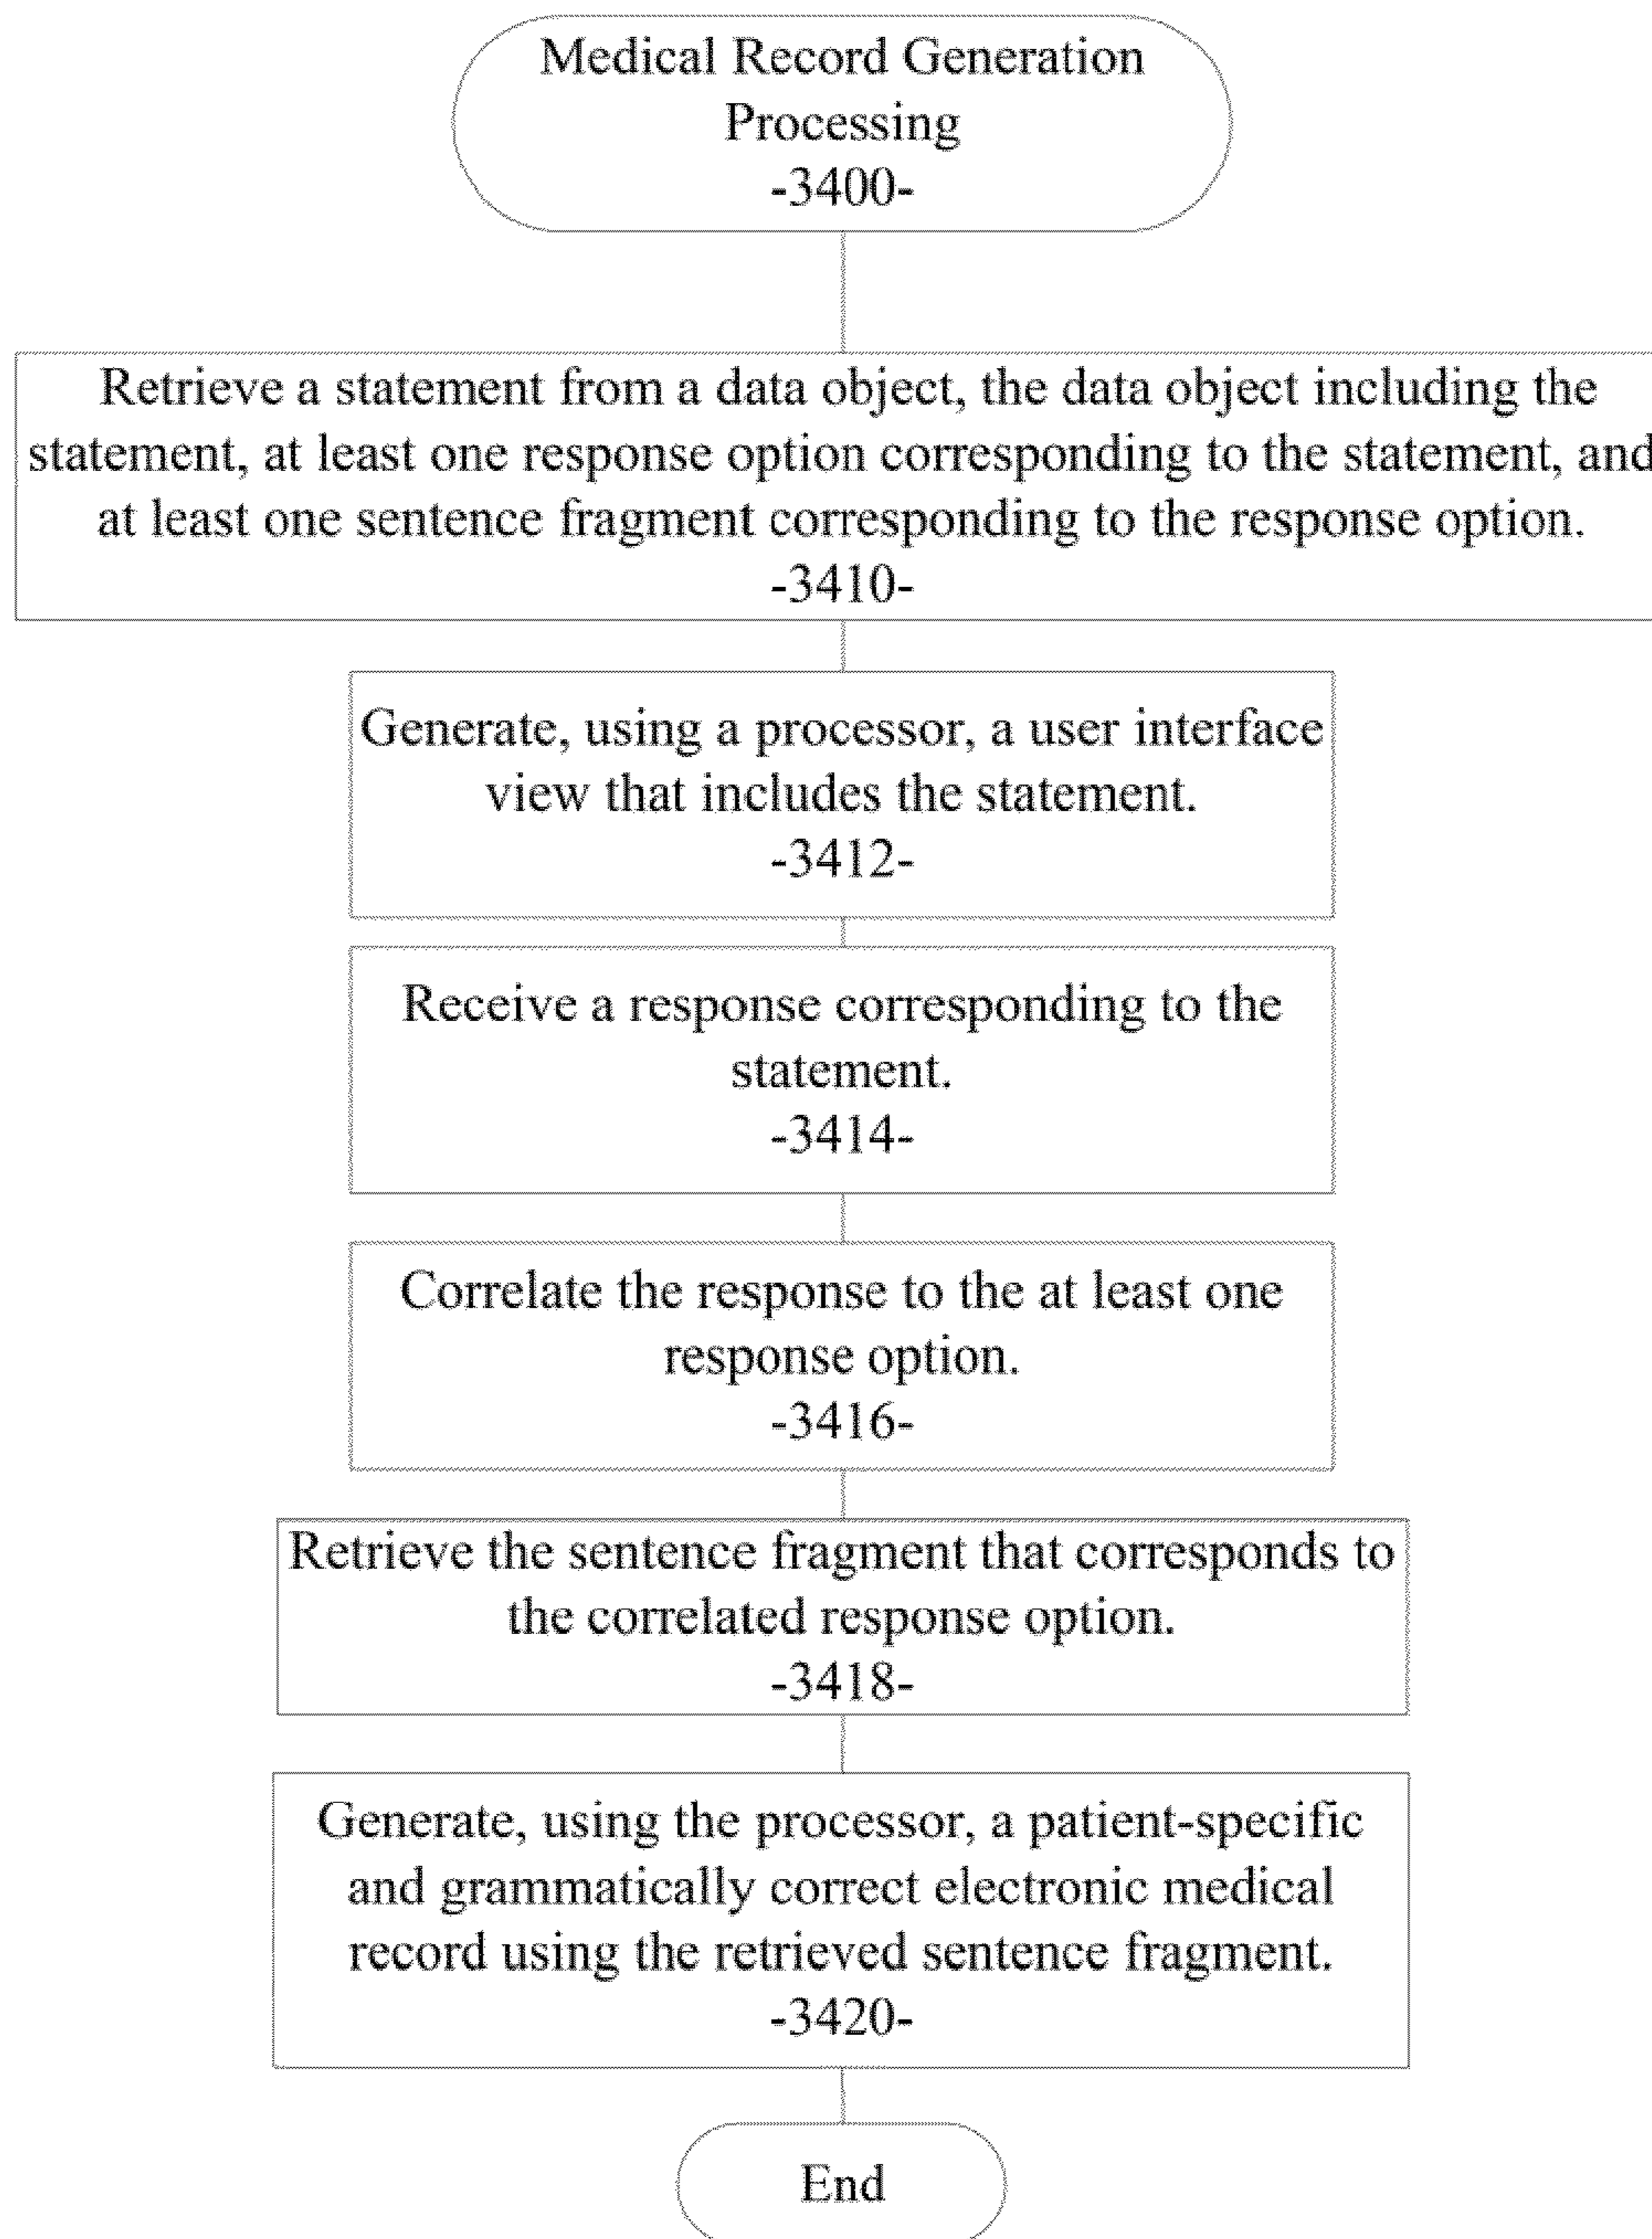 Medical Record Generation
Processing
-3400-
Retrieve a statement from a data object, the data object including the
statement, at least one response option corresponding to the statement, and
at least one sentence fragment corresponding to the response option.
-3410-
Generate, using a processor, a user interface
view that includes the statement.
-3412-
Receive a response corresponding to the
statement.
-3414-
Correlate the response to the at least one
response option.
-3416-
Retrieve the sentence fragment that corresponds to
the correlated response option.
-3418-
Generate, using the processor, a patient-specific
and grammatically correct electronic medical
record using the retrieved sentence fragment.
-3420-
End